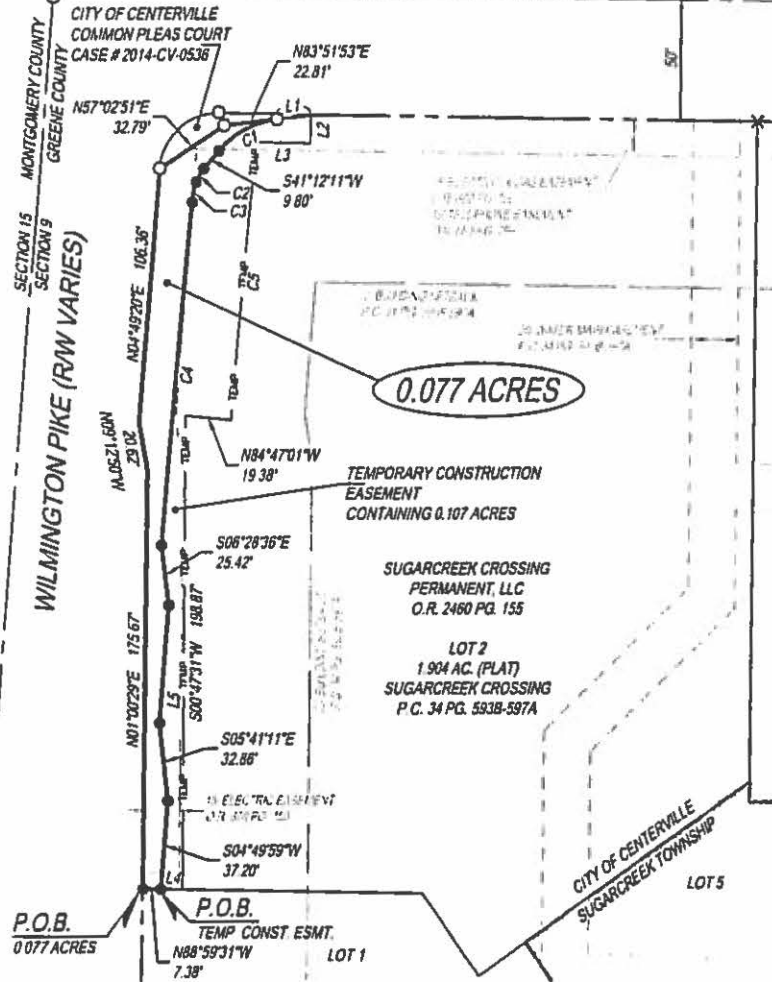 CITY OF CENTERVILLE
COMMON PLEAS COURT
CASE # 2014-CV-0536
MONTGOMERY COUNTY
GREENE COUNTY
SECTION 15
SECTION 9
N83°51'53"E
22.81'
N57°02'51"E
32.79'
L1
L2
C1
L3
TEMP
S41°12'11"W
9.80'
C2
C3
50'
N04°49'20"E 106.36'
TEMP
C5
C4
TEMP
0.077 ACRES
WILMINGTON PIKE (R/W VARIES)
N09°12'50"W
20.62
N84°47'01"W
19.38'
TEMP
TEMPORARY CONSTRUCTION
EASEMENT
CONTAINING 0.107 ACRES
S06°28'36"E
25.42'
TEMP
SUGARCREEK CROSSING
PERMANENT, LLC
O.R. 2460 PG. 155
LOT 2
1.904 AC. (PLAT)
SUGARCREEK CROSSING
P.C. 34 PG. 593B-597A
N01°00'29"E 175.67'
S00°47'31"W 198.87'
TEMP
L5
S05°41'11"E
32.86'
TEMP
S04°49'59"W
37.20'
L4
CITY OF CENTERVILLE
SUGARCREEK TOWNSHIP
LOT 5
P.O.B.
0.077 ACRES
P.O.B.
TEMP CONST. ESMT.
N88°59'31"W
7.38'
LOT 1